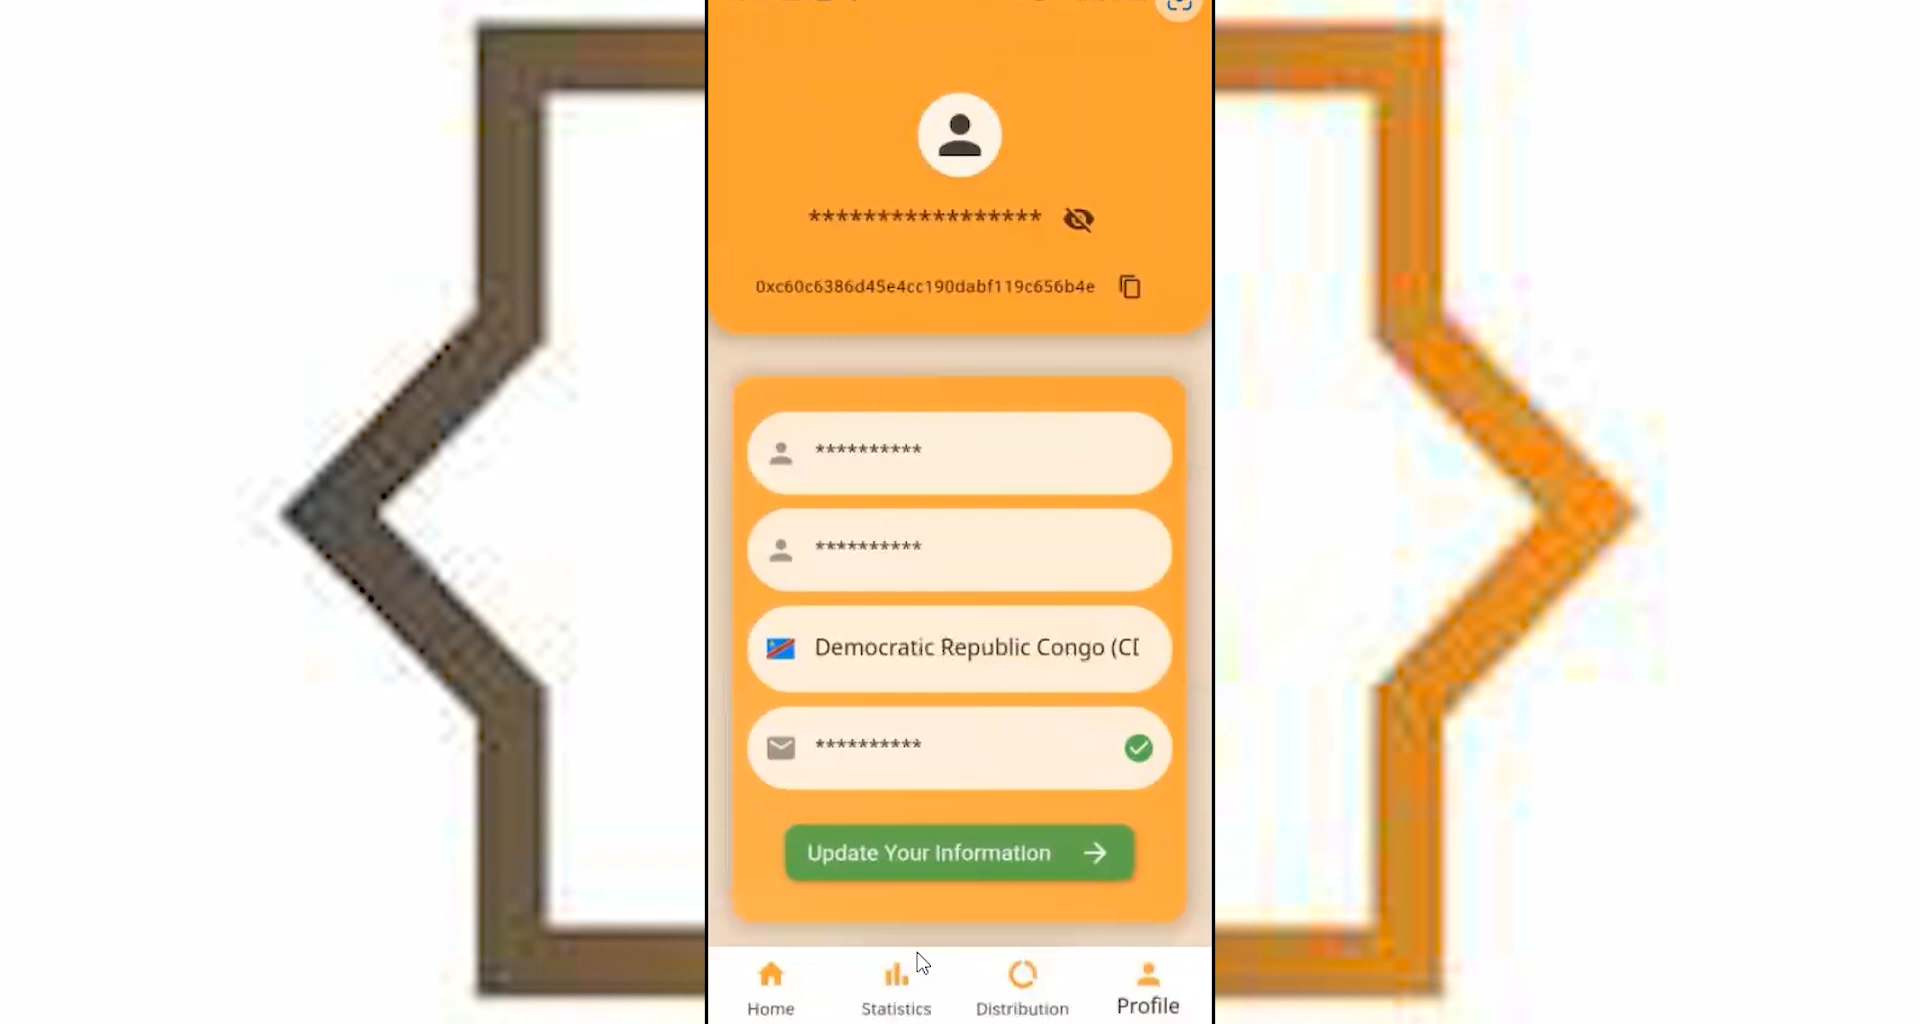 *****************
0xc60c6386d45e4cc190dabf119c656b4e
**********
**********
Democratic Republic Congo (CD
**********
Update Your Information
Home
Statistics
Distribution
Profile